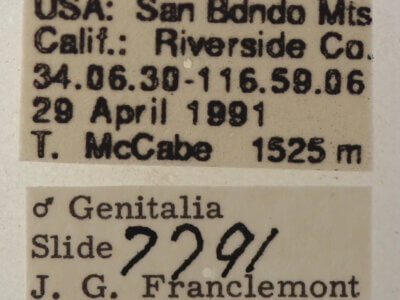 USA: San Bdndo Mts
Calif.: Riverside Co.
34.06.30-116.59.06
29 April 1991
T. McCabe 1525 m
♂ Genitalia
Slide 7791
J. G. Franclemont